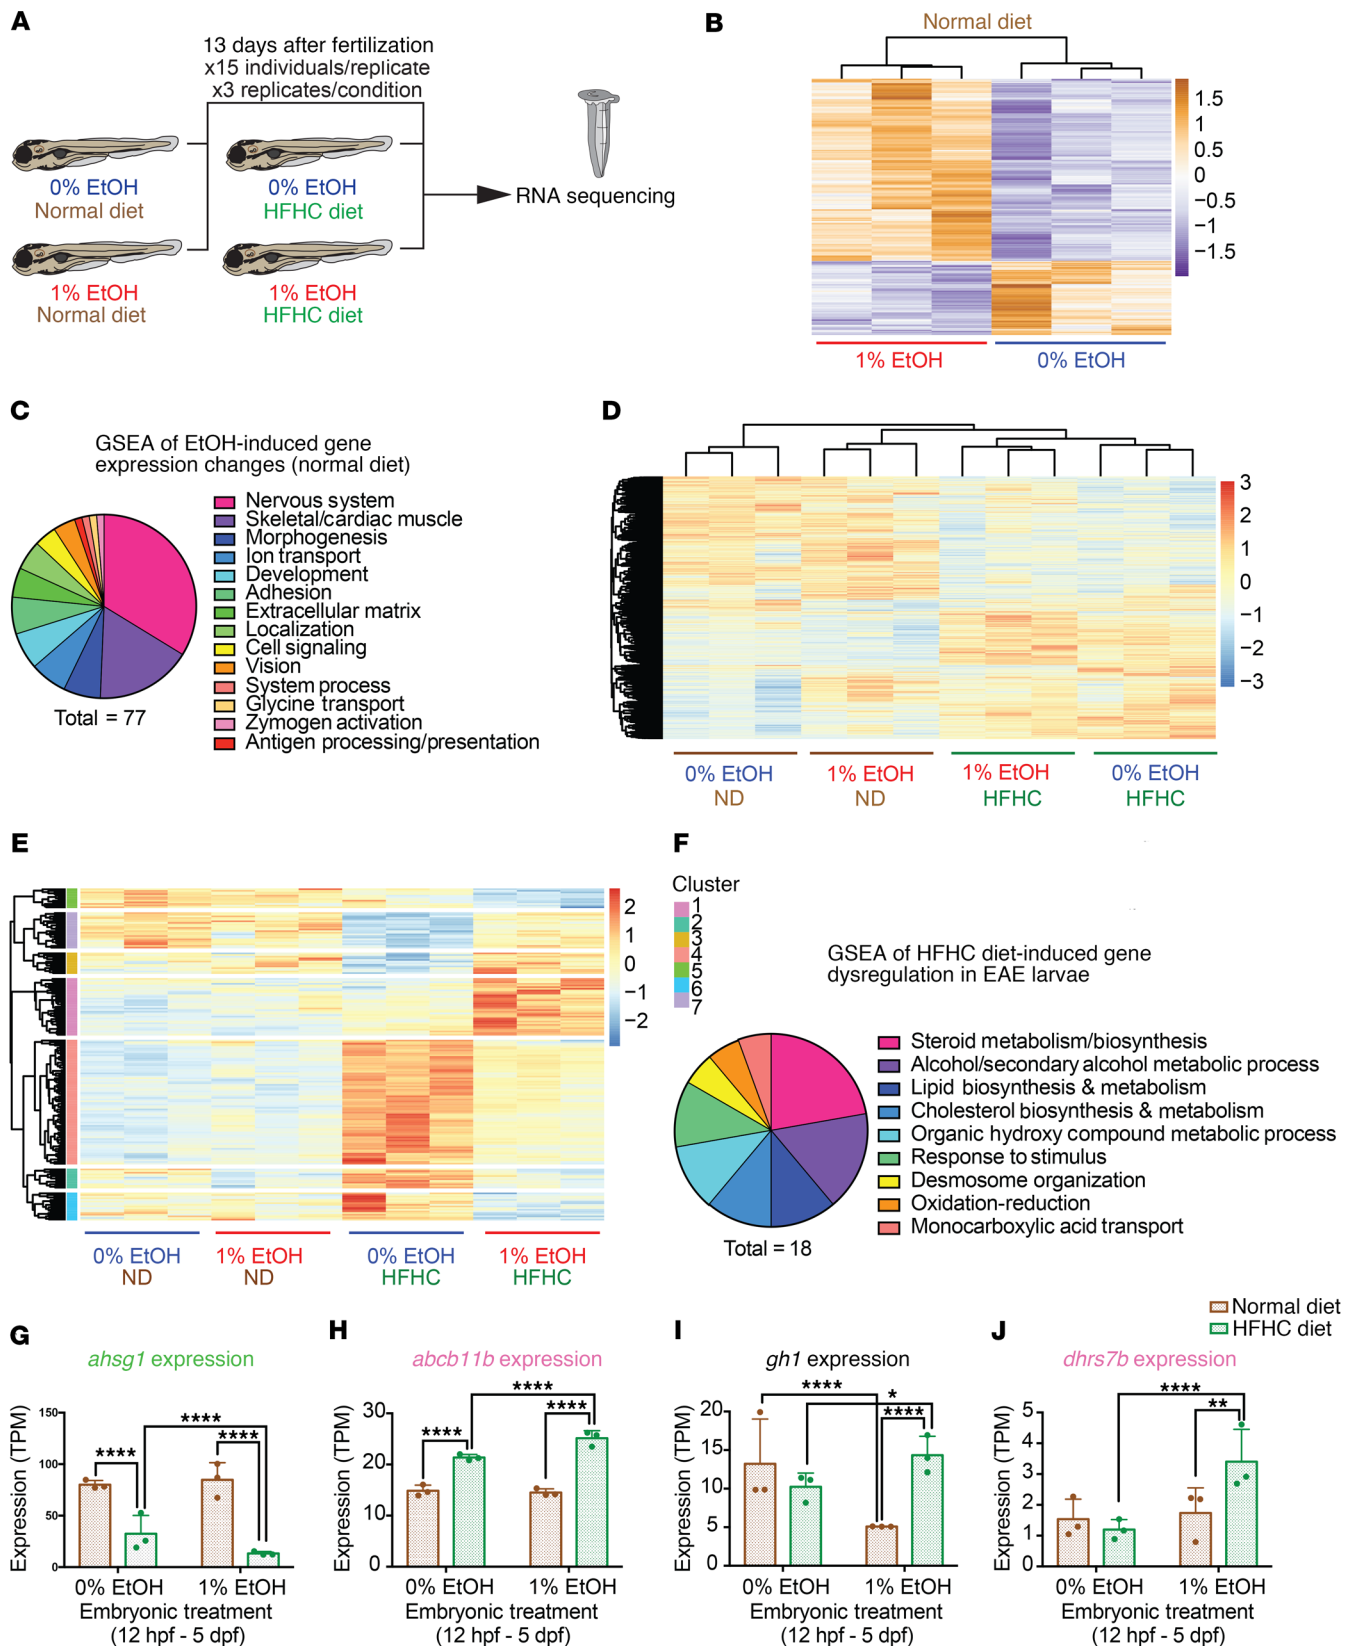 A
13 days after fertilization
x15 individuals/replicate
x3 replicates/condition
0% EtOH
Normal diet
0% EtOH
HFHC diet
1% EtOH
Normal diet
1% EtOH
HFHC diet
RNA sequencing
B
Normal diet
1.5
1
0.5
0
−0.5
−1
−1.5
1% EtOH
0% EtOH
C
GSEA of EtOH-induced gene
expression changes (normal diet)
Total = 77
Nervous system
Skeletal/cardiac muscle
Morphogenesis
Ion transport
Development
Adhesion
Extracellular matrix
Localization
Cell signaling
Vision
System process
Glycine transport
Zymogen activation
Antigen processing/presentation
D
3
2
1
0
−1
−2
−3
0% EtOH
ND
1% EtOH
ND
1% EtOH
HFHC
0% EtOH
HFHC
E
2
1
0
−1
−2
0% EtOH
ND
1% EtOH
ND
0% EtOH
HFHC
1% EtOH
HFHC
F
Cluster
1
2
3
4
5
6
7
GSEA of HFHC diet-induced gene
dysregulation in EAE larvae
Total = 18
Steroid metabolism/biosynthesis
Alcohol/secondary alcohol metabolic process
Lipid biosynthesis & metabolism
Cholesterol biosynthesis & metabolism
Organic hydroxy compound metabolic process
Response to stimulus
Desmosome organization
Oxidation-reduction
Monocarboxylic acid transport
Normal diet
HFHC diet
G
ahsg1 expression
Expression (TPM)
150
100
50
0
****
****
****
0% EtOH
1% EtOH
Embryonic treatment
(12 hpf - 5 dpf)
H
abcb11b expression
Expression (TPM)
30
20
10
0
****
****
****
0% EtOH
1% EtOH
Embryonic treatment
(12 hpf - 5 dpf)
I
gh1 expression
Expression (TPM)
20
15
10
5
0
****
*
****
0% EtOH
1% EtOH
Embryonic treatment
(12 hpf - 5 dpf)
J
dhrs7b expression
Expression (TPM)
5
4
3
2
1
0
****
**
0% EtOH
1% EtOH
Embryonic treatment
(12 hpf - 5 dpf)